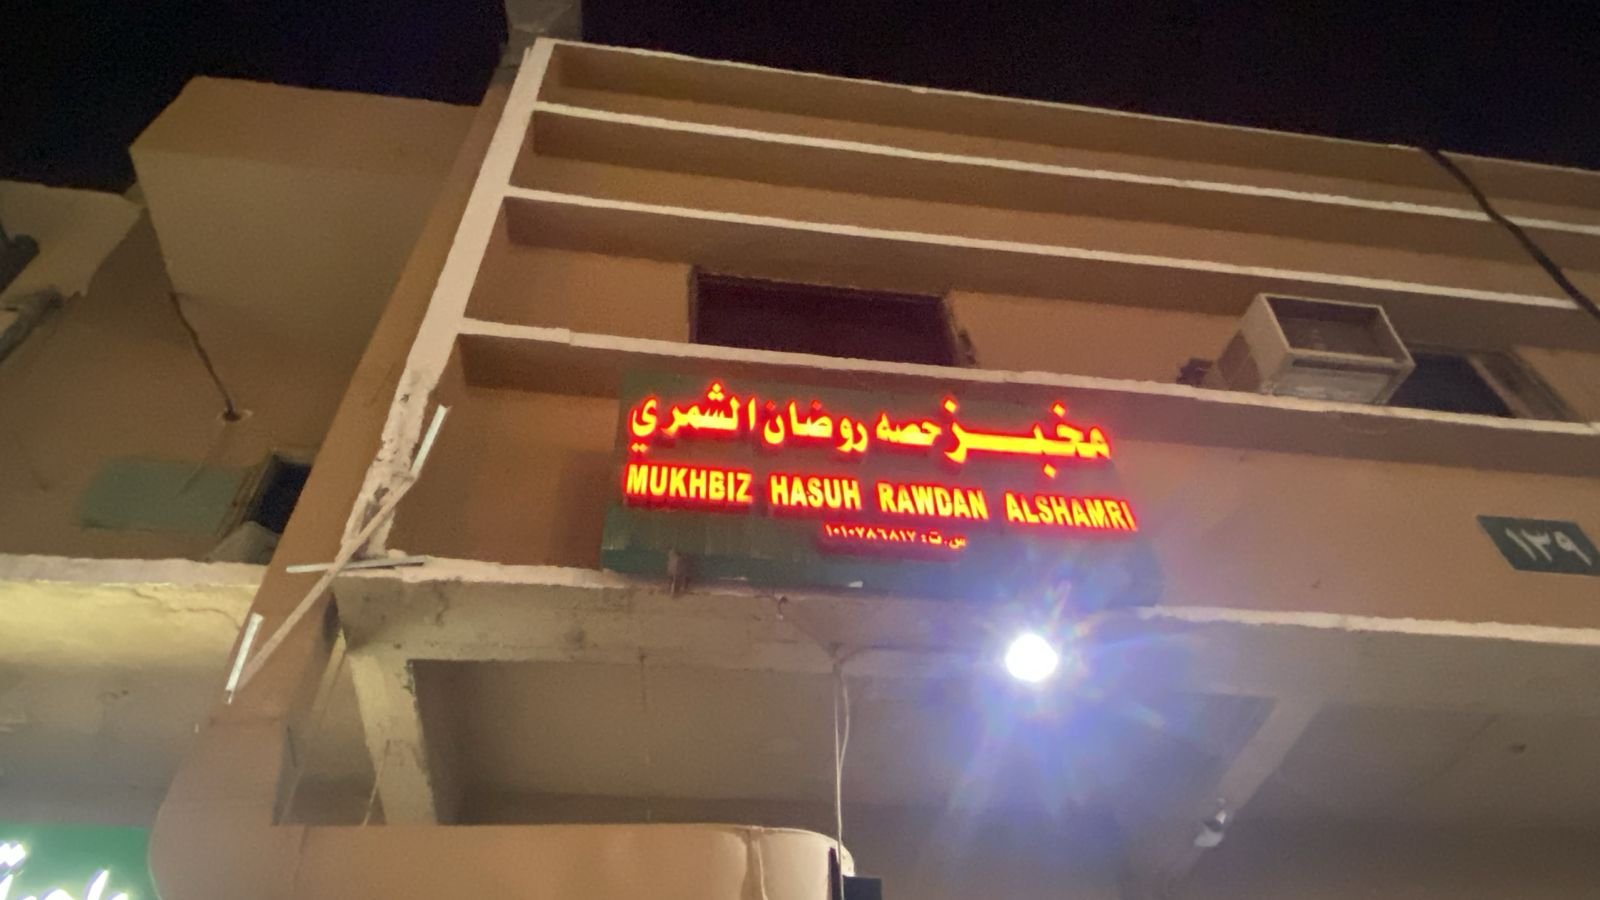 مخبز حصه روضان الشمري
MUKHBIZ HASUH RAWDAN ALSHAMRI
س.ت: ١٠١٠٧٨٦٨١٧
١٣٩